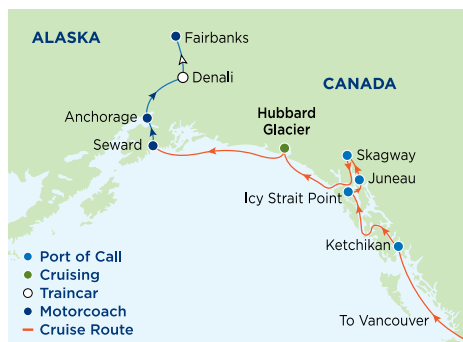 ALASKA
Fairbanks
Denali
CANADA
Anchorage
Hubbard
Glacier
Seward
Skagway
Juneau
Icy Strait Point
Ketchikan
Port of Call
Cruising
Traincar
Motorcoach
Cruise Route
To Vancouver